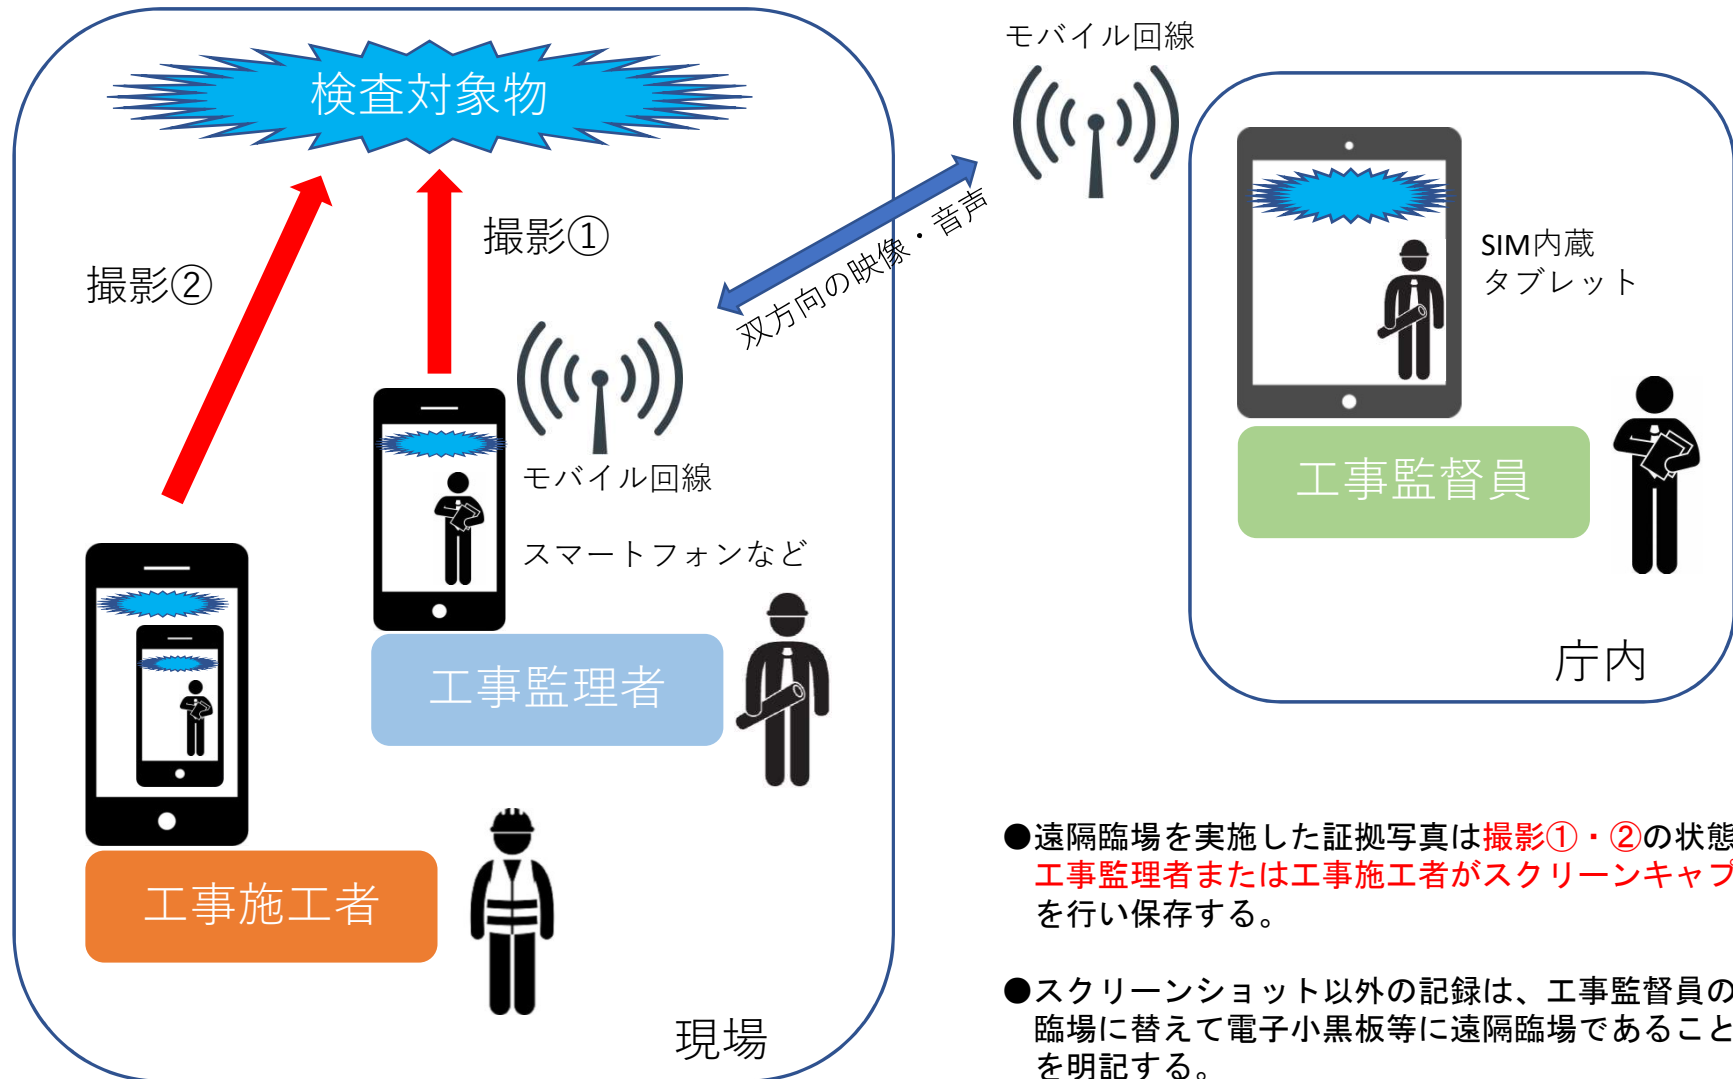 検査対象物
撮影①
撮影②
双方向の映像・音声
モバイル回線
スマートフォンなど
工事監理者
工事施工者
現場
モバイル回線
SIM内蔵
タブレット
工事監督員
庁内
●遠隔臨場を実施した証拠写真は撮影①・②の状態
工事監理者または工事施工者がスクリーンキャプ
を行い保存する。
●スクリーンショット以外の記録は、工事監督員の
臨場に替えて電子小黒板等に遠隔臨場であること
を明記する。